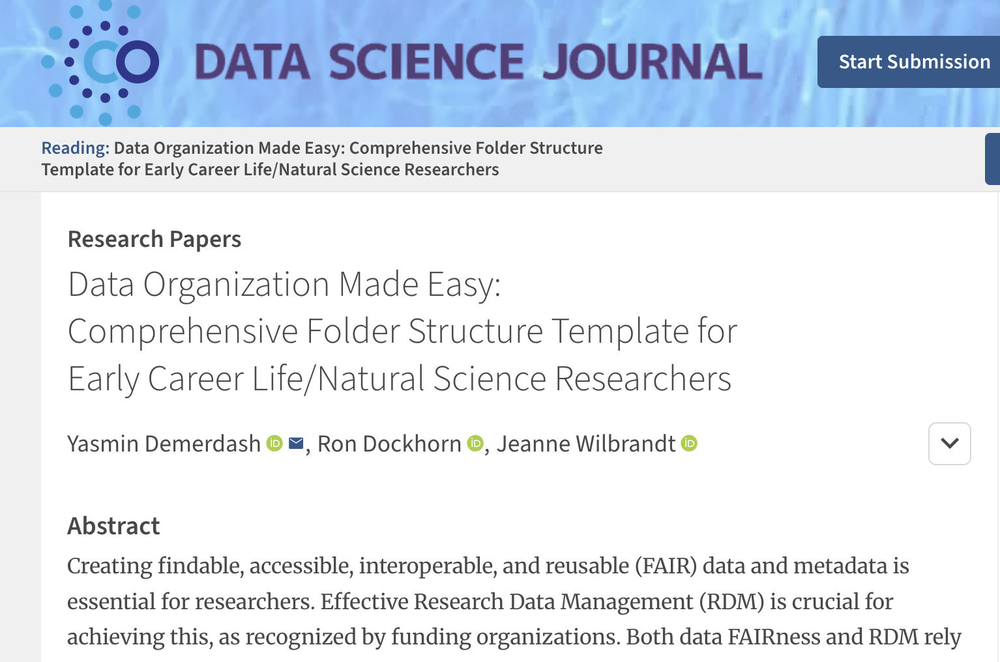 DATA SCIENCE JOURNAL
Start Submission
Reading: Data Organization Made Easy: Comprehensive Folder Structure
Template for Early Career Life/Natural Science Researchers
Research Papers
Data Organization Made Easy:
Comprehensive Folder Structure Template for
Early Career Life/Natural Science Researchers
Yasmin Demerdash iD, Ron Dockhorn iD, Jeanne Wilbrandt iD
Abstract
Creating findable, accessible, interoperable, and reusable (FAIR) data and metadata is
essential for researchers. Effective Research Data Management (RDM) is crucial for
achieving this, as recognized by funding organizations. Both data FAIRness and RDM rely